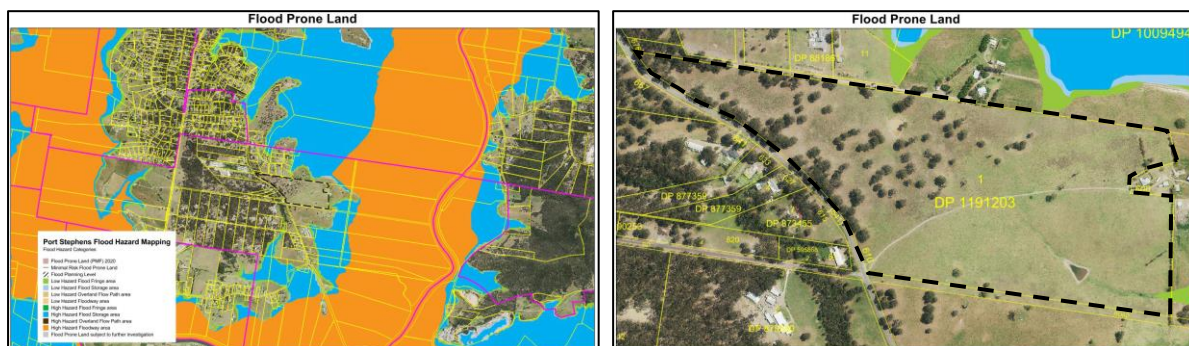 Flood Prone Land
Port Stephens Flood Hazard Mapping
Flood Hazard Categories
Flood Prone Land (PMF) 2020
Minimal Risk Flood Prone Land
Flood Planning Level
Low Hazard Flood Fringe area
Low Hazard Flood Storage area
Low Hazard Overland Flow Path area
Low Hazard Floodway area
High Hazard Flood Fringe area
High Hazard Flood Storage area
High Hazard Overland Flow Path area
High Hazard Floodway area
Flood Prone Land subject to further investigation
Flood Prone Land
DP 1009494
11
1
DP 1191203
DP 877359
DP 877359
820